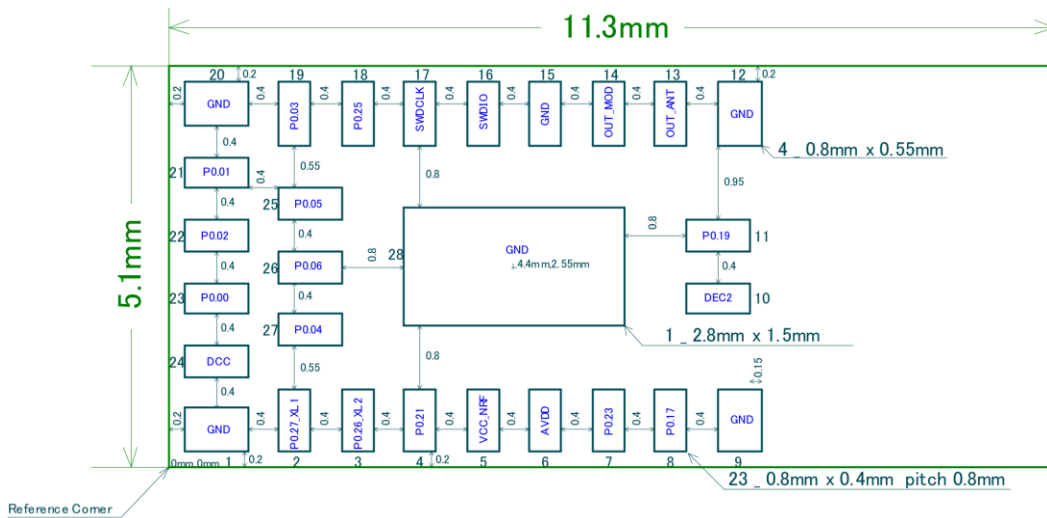 11.3mm
20 19 18 17 16 15 14 13 12
0.2 0.2
0.2 GND 0.4 P0.03 0.4 P0.25 0.4 SWDCLK 0.4 SWDIO 0.4 GND 0.4 OUT_MOD 0.4 OUT_ANT 0.4 GND
0.4 4 _ 0.8mm x 0.55mm
0.55
21 P0.01 0.4 0.8 0.95
25 P0.05
0.4
22 P0.02 0.4 0.8 P0.19 11
0.8 28 GND
26 P0.06 4.4mm,2.55mm
0.4 0.4
5.1mm
23 P0.00 0.4 DEC2 10
27 P0.04
0.4 1 _ 2.8mm x 1.5mm
24 DCC 0.55 0.8 0.15
0.4
0.2 GND 0.4 P0.27_XL1 0.4 P0.26_XL2 0.4 P0.21 0.4 VCC_NRF 0.4 AVDD 0.4 P0.23 0.4 P0.17 0.4 GND
0mm,0mm 1 0.2 2 3 4 0.2 5 6 7 8 9
23 _ 0.8mm x 0.4mm pitch 0.8mm
Reference Corner